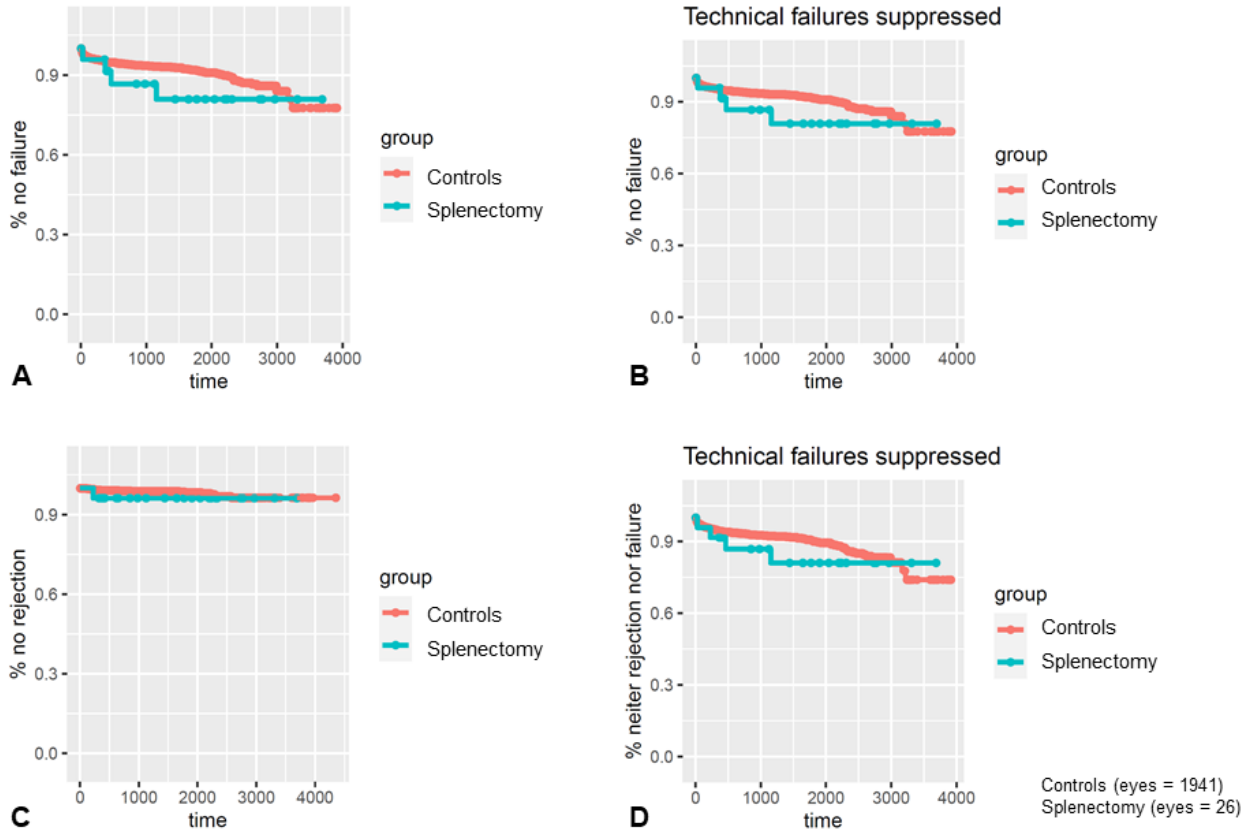 % no failure
0.9
0.6
0.3
0.0
0 1000 2000 3000 4000
time
group
Controls
Splenectomy
A
Technical failures suppressed
% no failure
0.9
0.6
0.3
0.0
0 1000 2000 3000 4000
time
group
Controls
Splenectomy
B
% no rejection
0.9
0.6
0.3
0.0
0 1000 2000 3000 4000
time
group
Controls
Splenectomy
C
Technical failures suppressed
% neiter rejection nor failure
0.9
0.6
0.3
0.0
0 1000 2000 3000 4000
time
group
Controls
Splenectomy
D
Controls (eyes = 1941)
Splenectomy (eyes = 26)